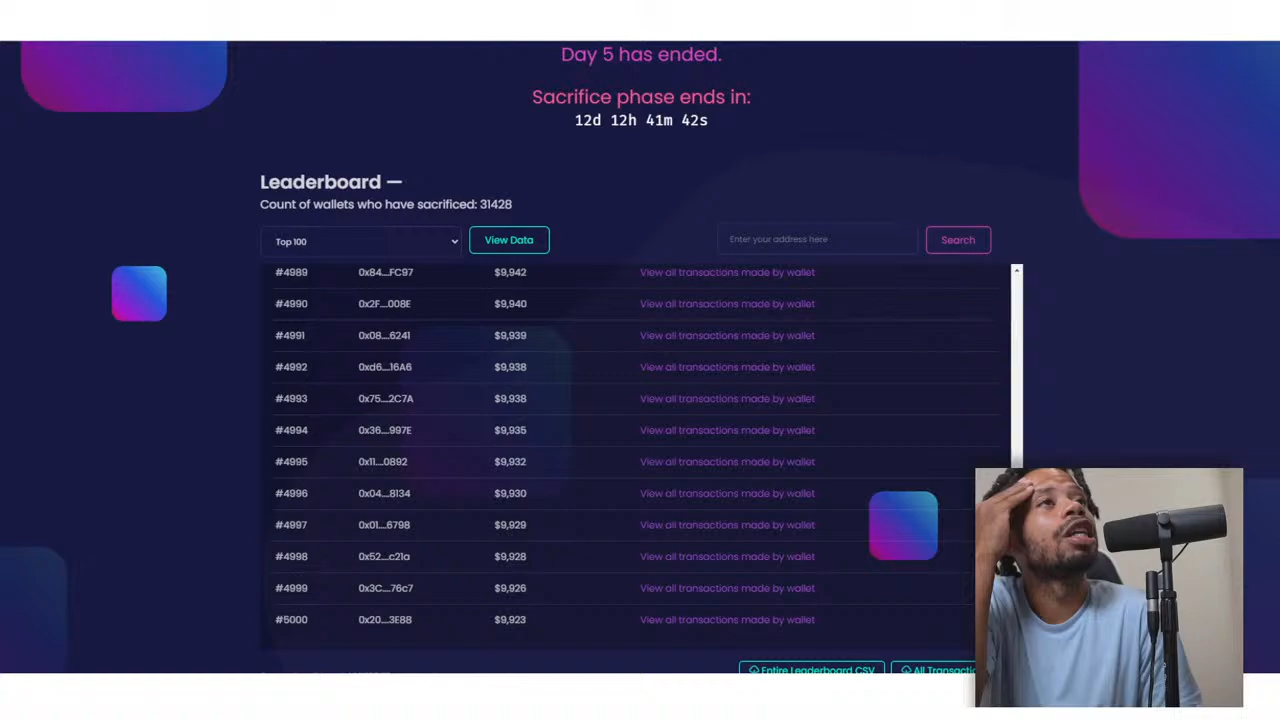 Day 5 has ended.
Sacrifice phase ends in:
12d 12h 41m 42s
Leaderboard —
Count of wallets who have sacrificed: 31428
Top 100 View Data Enter your address here Search
#4989 0x84....FC97 $9,942 View all transactions made by wallet
#4990 0x2F....008E $9,940 View all transactions made by wallet
#4991 0x08....6241 $9,939 View all transactions made by wallet
#4992 0xd6....16A6 $9,938 View all transactions made by wallet
#4993 0x75....2C7A $9,938 View all transactions made by wallet
#4994 0x36....997E $9,935 View all transactions made by wallet
#4995 0x11....0892 $9,932 View all transactions made by wallet
#4996 0x04....8134 $9,930 View all transactions made by wallet
#4997 0x01....6798 $9,929 View all transactions made by wallet
#4998 0x52....c21a $9,928 View all transactions made by wallet
#4999 0x3C....76c7 $9,926 View all transactions made by wallet
#5000 0x20....3E88 $9,923 View all transactions made by wallet
Entire Leaderboard CSV All Transactio